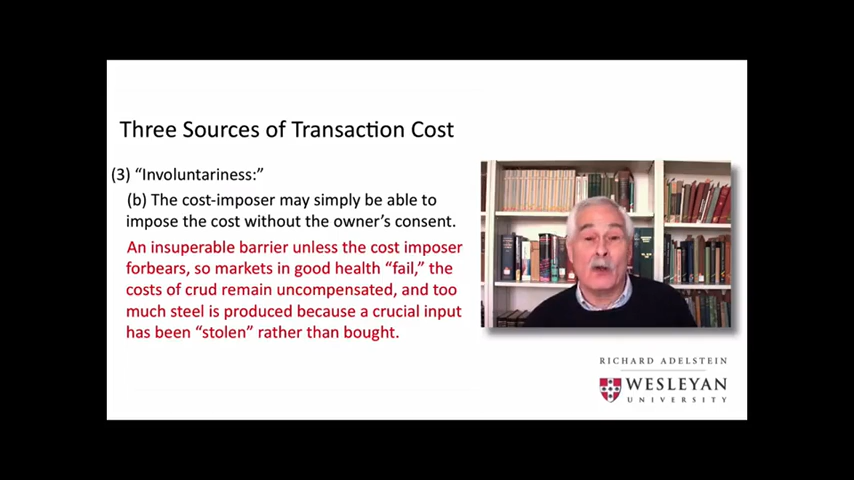 Three Sources of Transaction Cost
(3) “Involuntariness:”
(b) The cost-imposer may simply be able to
impose the cost without the owner’s consent.
An insuperable barrier unless the cost imposer
forbears, so markets in good health “fail,” the
costs of crud remain uncompensated, and too
much steel is produced because a crucial input
has been “stolen” rather than bought.
RICHARD ADELSTEIN
WESLEYAN
UNIVERSITY